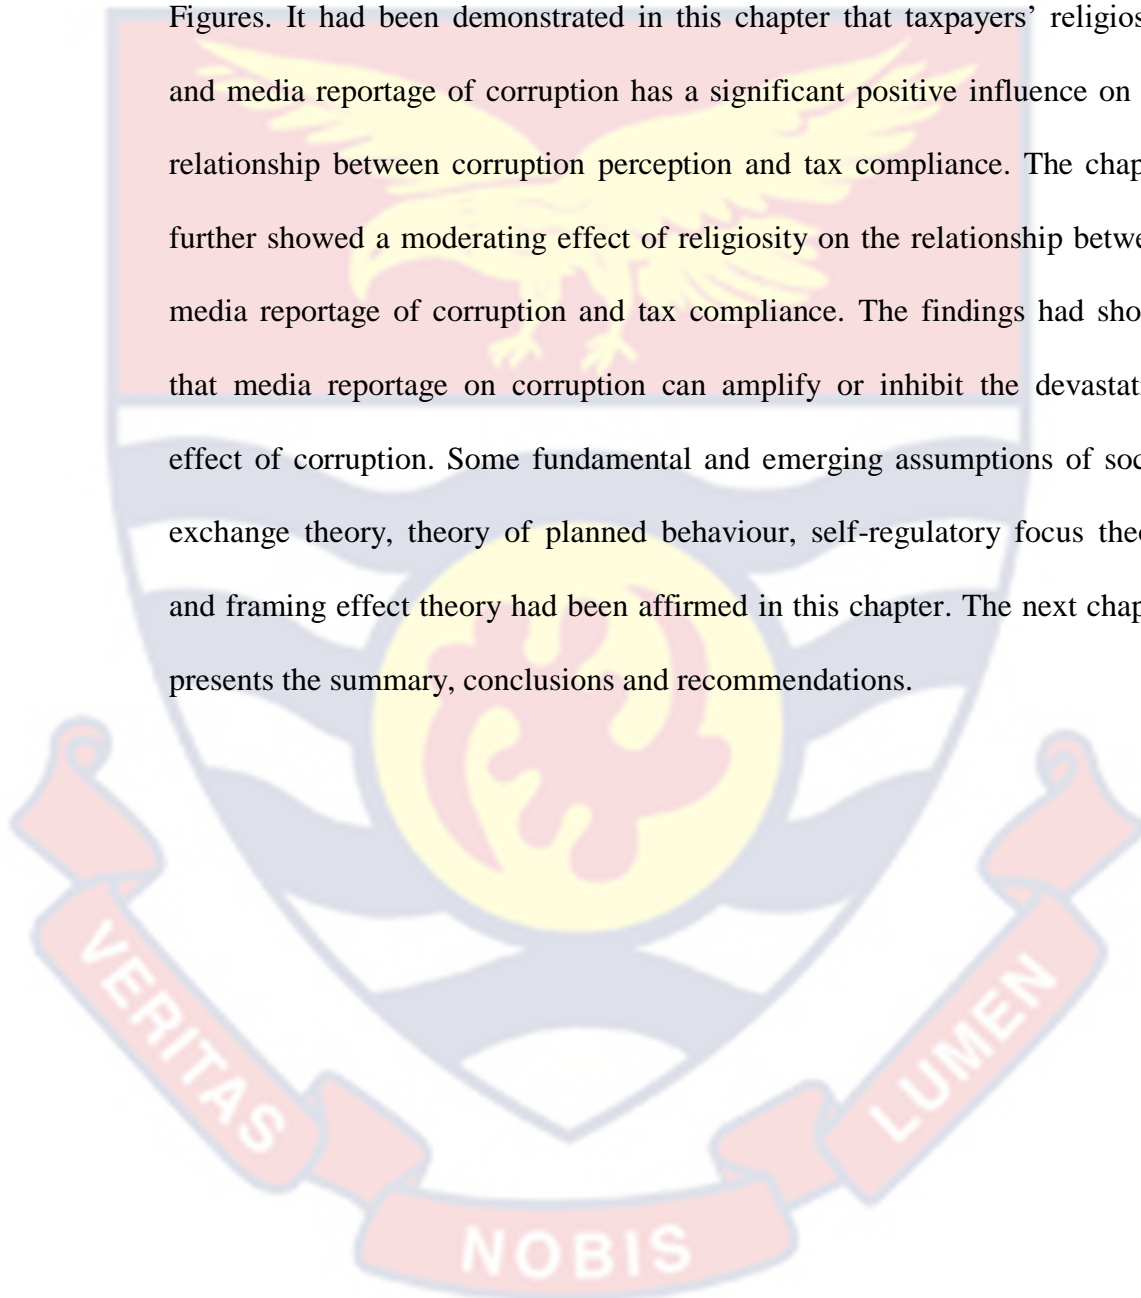 Figures. It had been demonstrated in this chapter that taxpayers’ religios
and media reportage of corruption has a significant positive influence on
relationship between corruption perception and tax compliance. The chap
further showed a moderating effect of religiosity on the relationship betwe
media reportage of corruption and tax compliance. The findings had sho
that media reportage on corruption can amplify or inhibit the devastati
effect of corruption. Some fundamental and emerging assumptions of soc
exchange theory, theory of planned behaviour, self-regulatory focus theo
and framing effect theory had been affirmed in this chapter. The next chap
presents the summary, conclusions and recommendations.
VERITAS
NOBIS
LUMEN